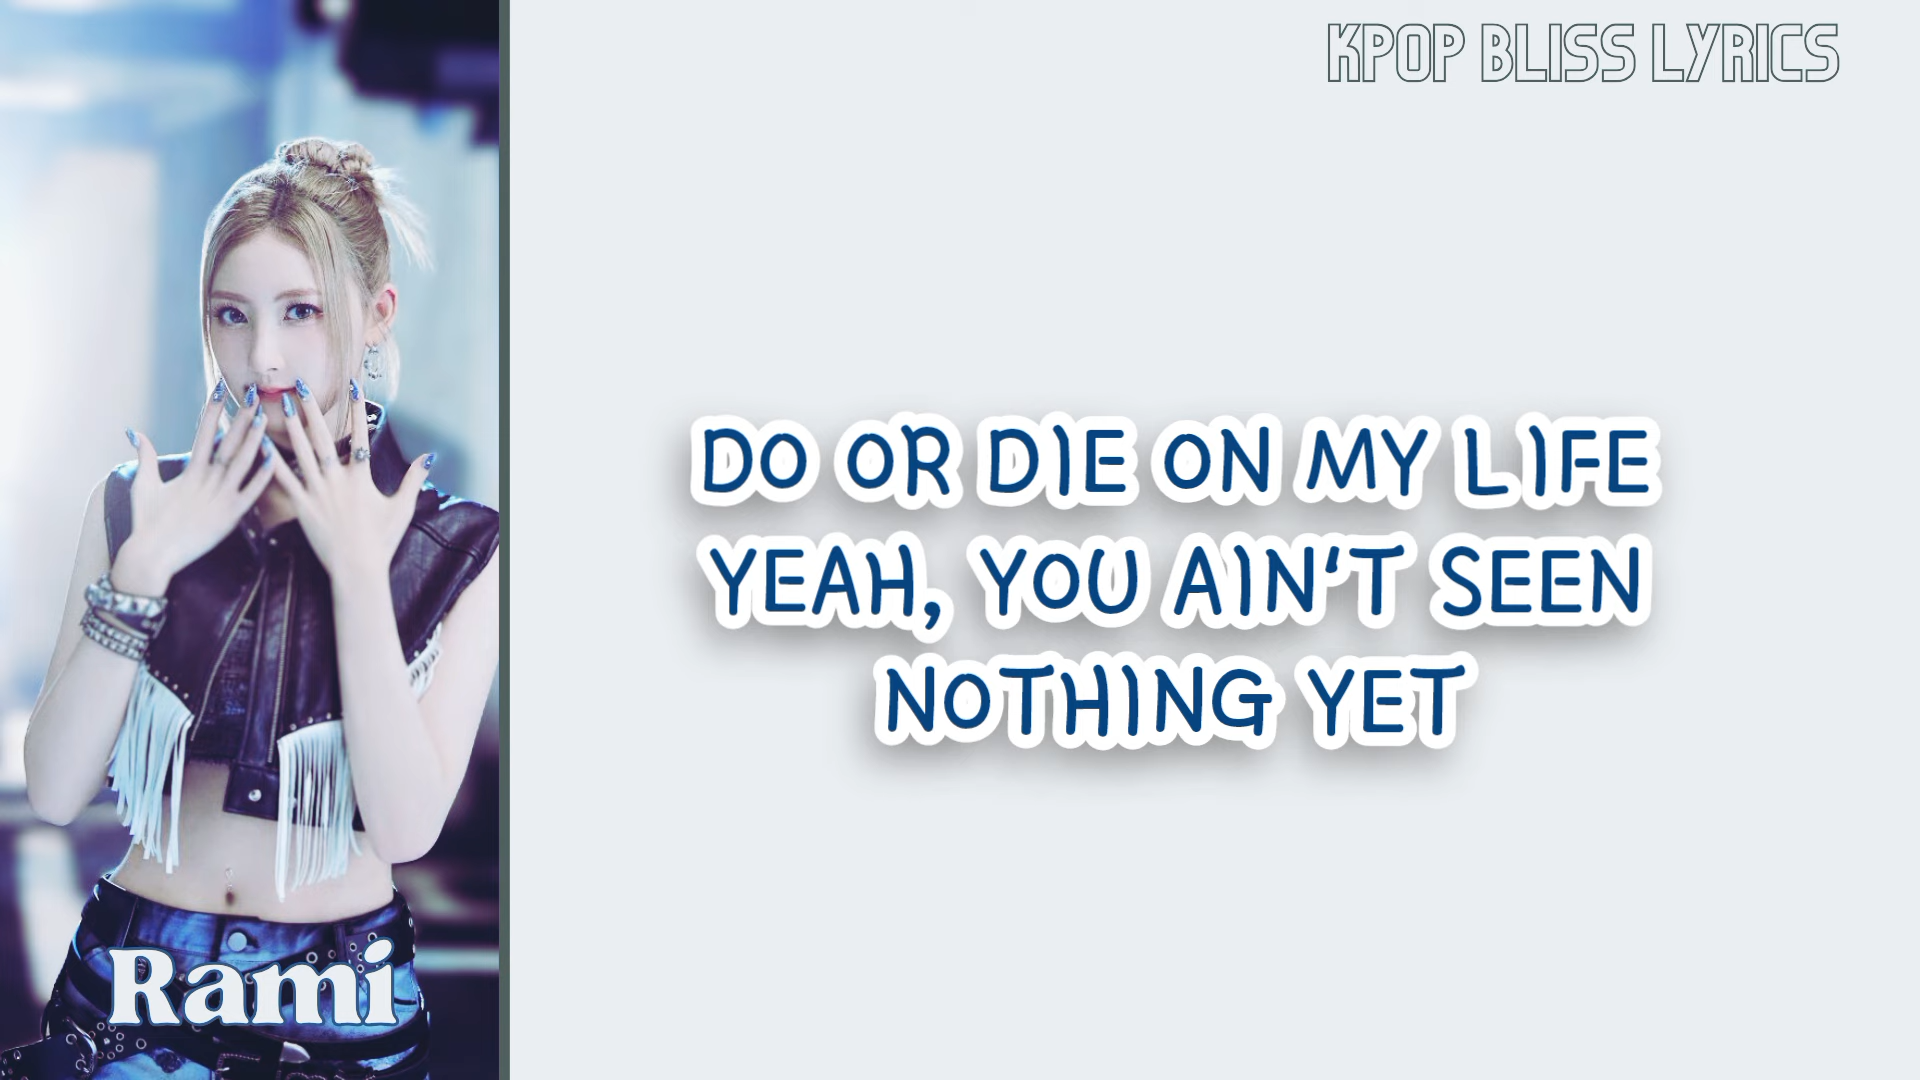 KPOP BLISS LYRICS
DO OR DIE ON MY LIFE
YEAH, YOU AIN'T SEEN
NOTHING YET
Rami